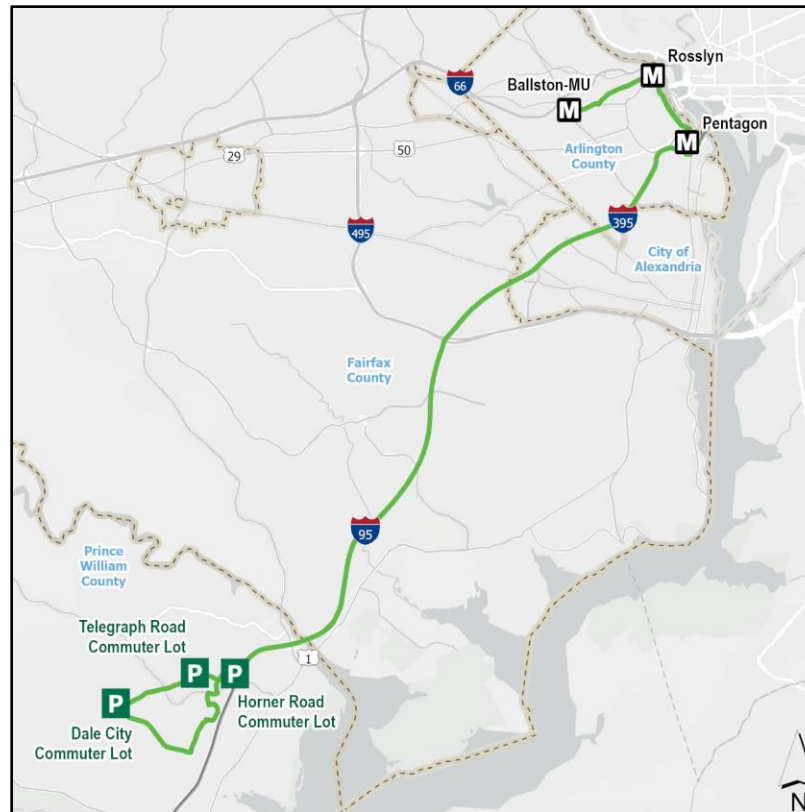 Rosslyn
Ballston-MU
66
M
M
Pentagon
M
29
50
Arlington
County
495
395
City of
Alexandria
Fairfax
County
95
Prince
William
County
Telegraph Road
Commuter Lot
1
P
P
P
Horner Road
Commuter Lot
Dale City
Commuter Lot
N